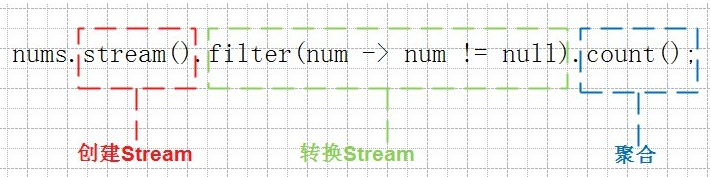 nums.stream().filter(num -> num != null).count();
创建Stream 转换Stream 聚合